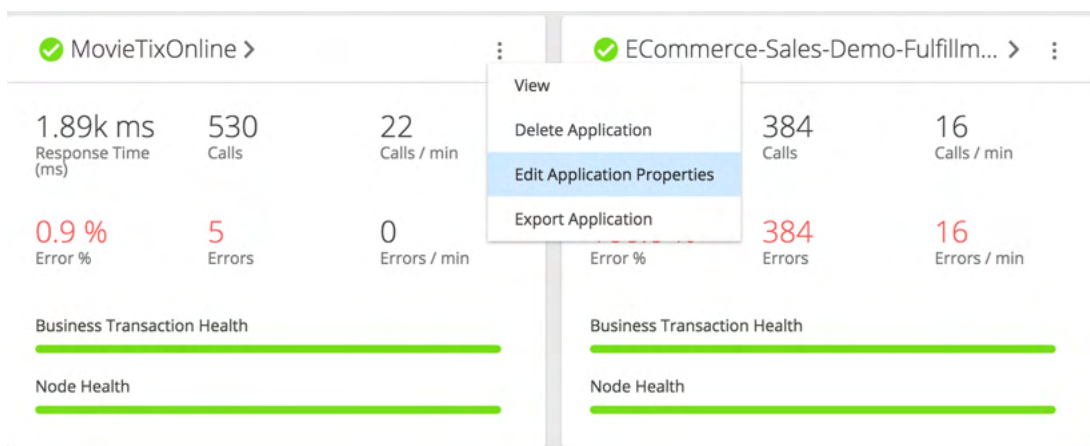 MovieTixOnline
ECommerce-Sales-Demo-Fulfillm...
View
Delete Application
Edit Application Properties
Export Application
1.89k ms
Response Time
(ms)
530
Calls
22
Calls / min
384
Calls
16
Calls / min
0.9 %
Error %
5
Errors
0
Errors / min
Error %
384
Errors
16
Errors / min
Business Transaction Health
Node Health
Business Transaction Health
Node Health